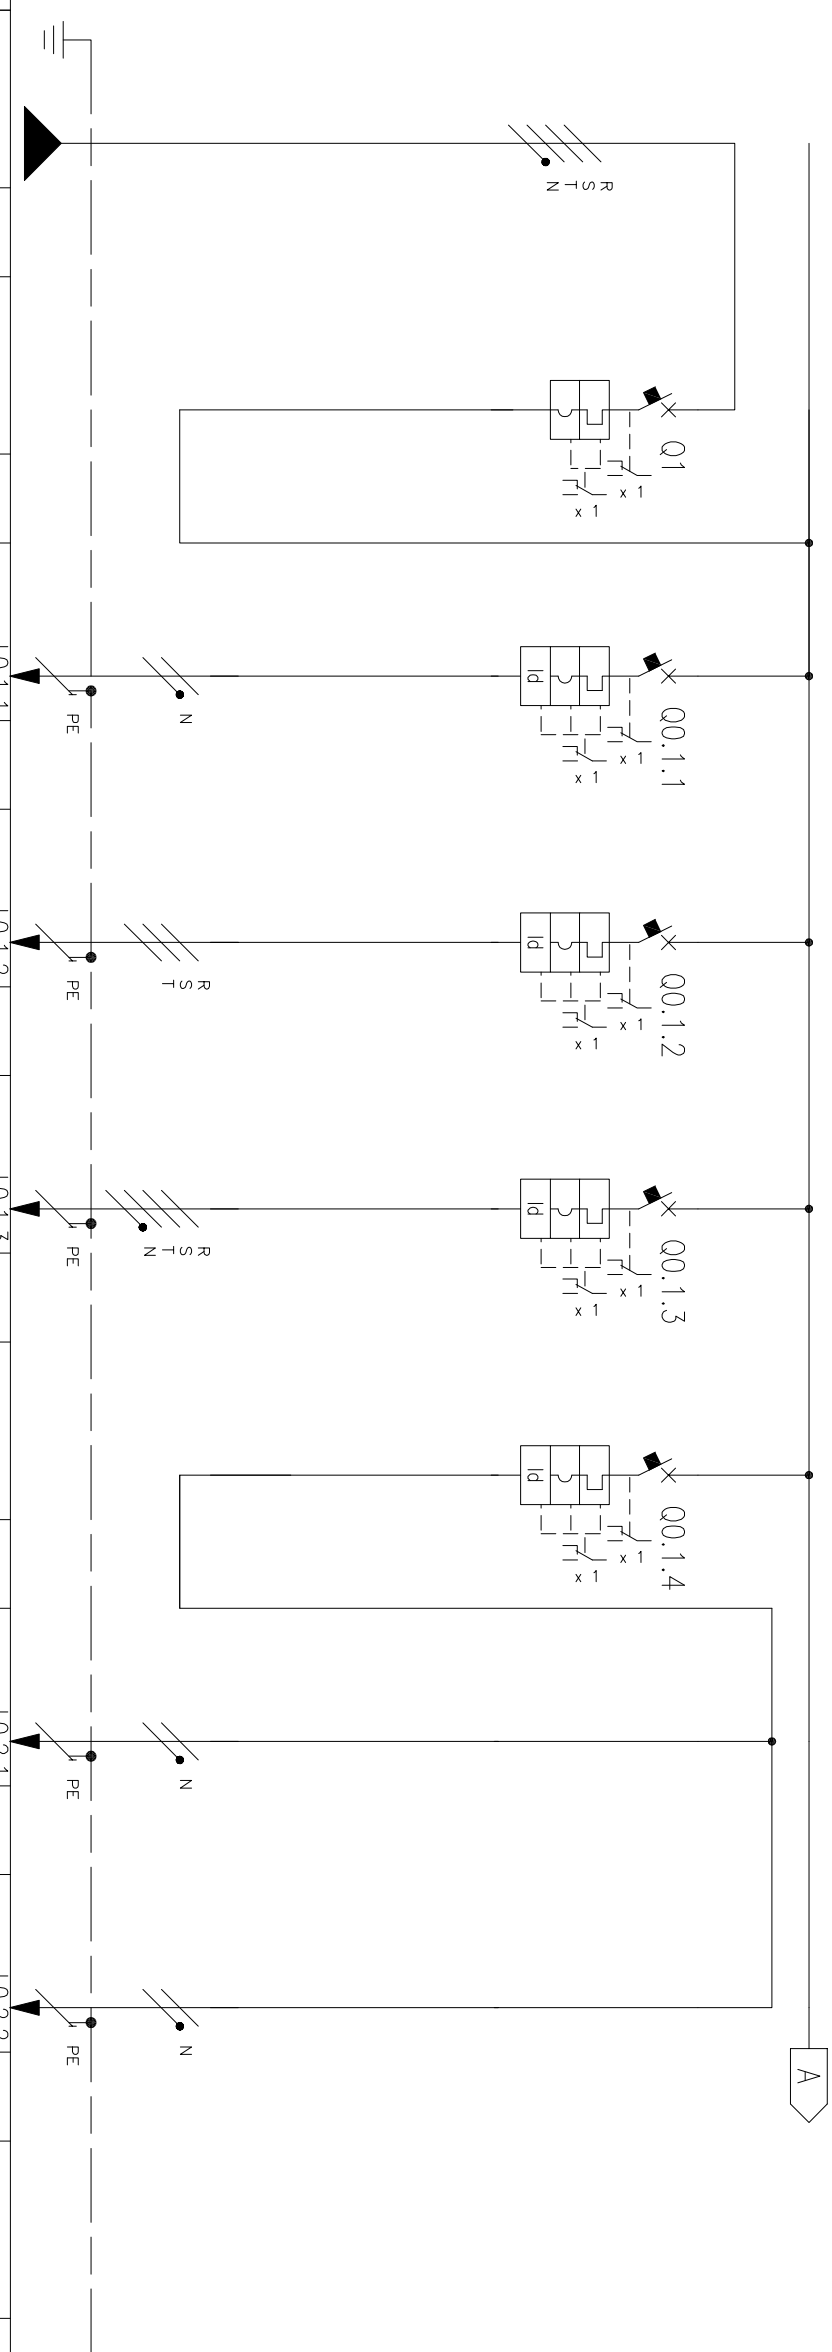 R
S
T
N
Q1
x 1
x 1
N
PE
Id
Q0.1.1
x 1
x 1
R
S
T
PE
Id
Q0.1.2
x 1
x 1
R
S
T
N
PE
Id
Q0.1.3
x 1
x 1
Id
Q0.1.4
x 1
x 1
N
PE
N
PE
A